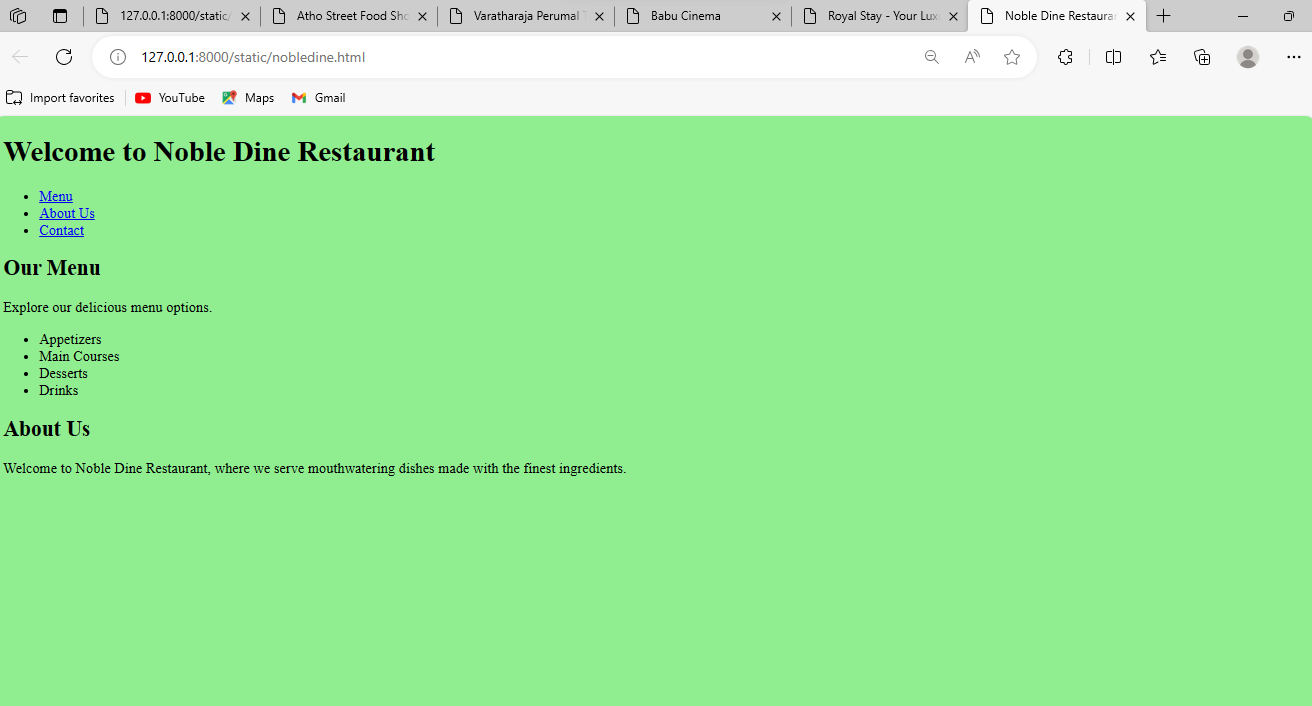 127.0.0.1:8000/static/
Atho Street Food Sho
Varatharaja Perumal T
Babu Cinema
Royal Stay - Your Lux
Noble Dine Restaurar
127.0.0.1:8000/static/nobledine.html
Import favorites YouTube Maps Gmail
Welcome to Noble Dine Restaurant
Menu
About Us
Contact
Our Menu
Explore our delicious menu options.
Appetizers
Main Courses
Desserts
Drinks
About Us
Welcome to Noble Dine Restaurant, where we serve mouthwatering dishes made with the finest ingredients.